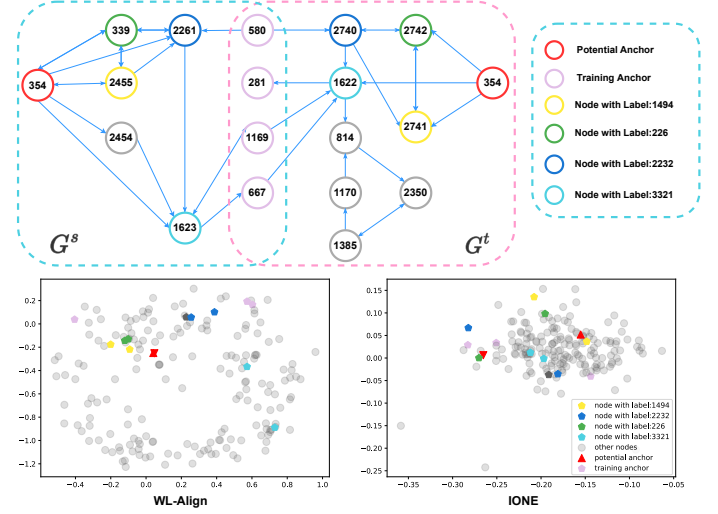 339 2261 580 2740 2742
354 2455 281 1622 354
2454 1169 814 2741
667 1170 2350
1623 1385
G^s G^t
Potential Anchor
Training Anchor
Node with Label:1494
Node with Label:226
Node with Label:2232
Node with Label:3321
0.2
0.0
−0.2
−0.4
−0.6
−0.8
−1.0
−1.2
−0.6 −0.4 −0.2 0.0 0.2 0.4 0.6 0.8 1.0
WL-Align
0.15
0.10
0.05
0.00
−0.05
−0.10
−0.15
−0.20
−0.25
−0.35 −0.30 −0.25 −0.20 −0.15 −0.10 −0.05
node with label:1494
node with label:2232
node with label:226
node with label:3321
other nodes
potential anchor
training anchor
IONE